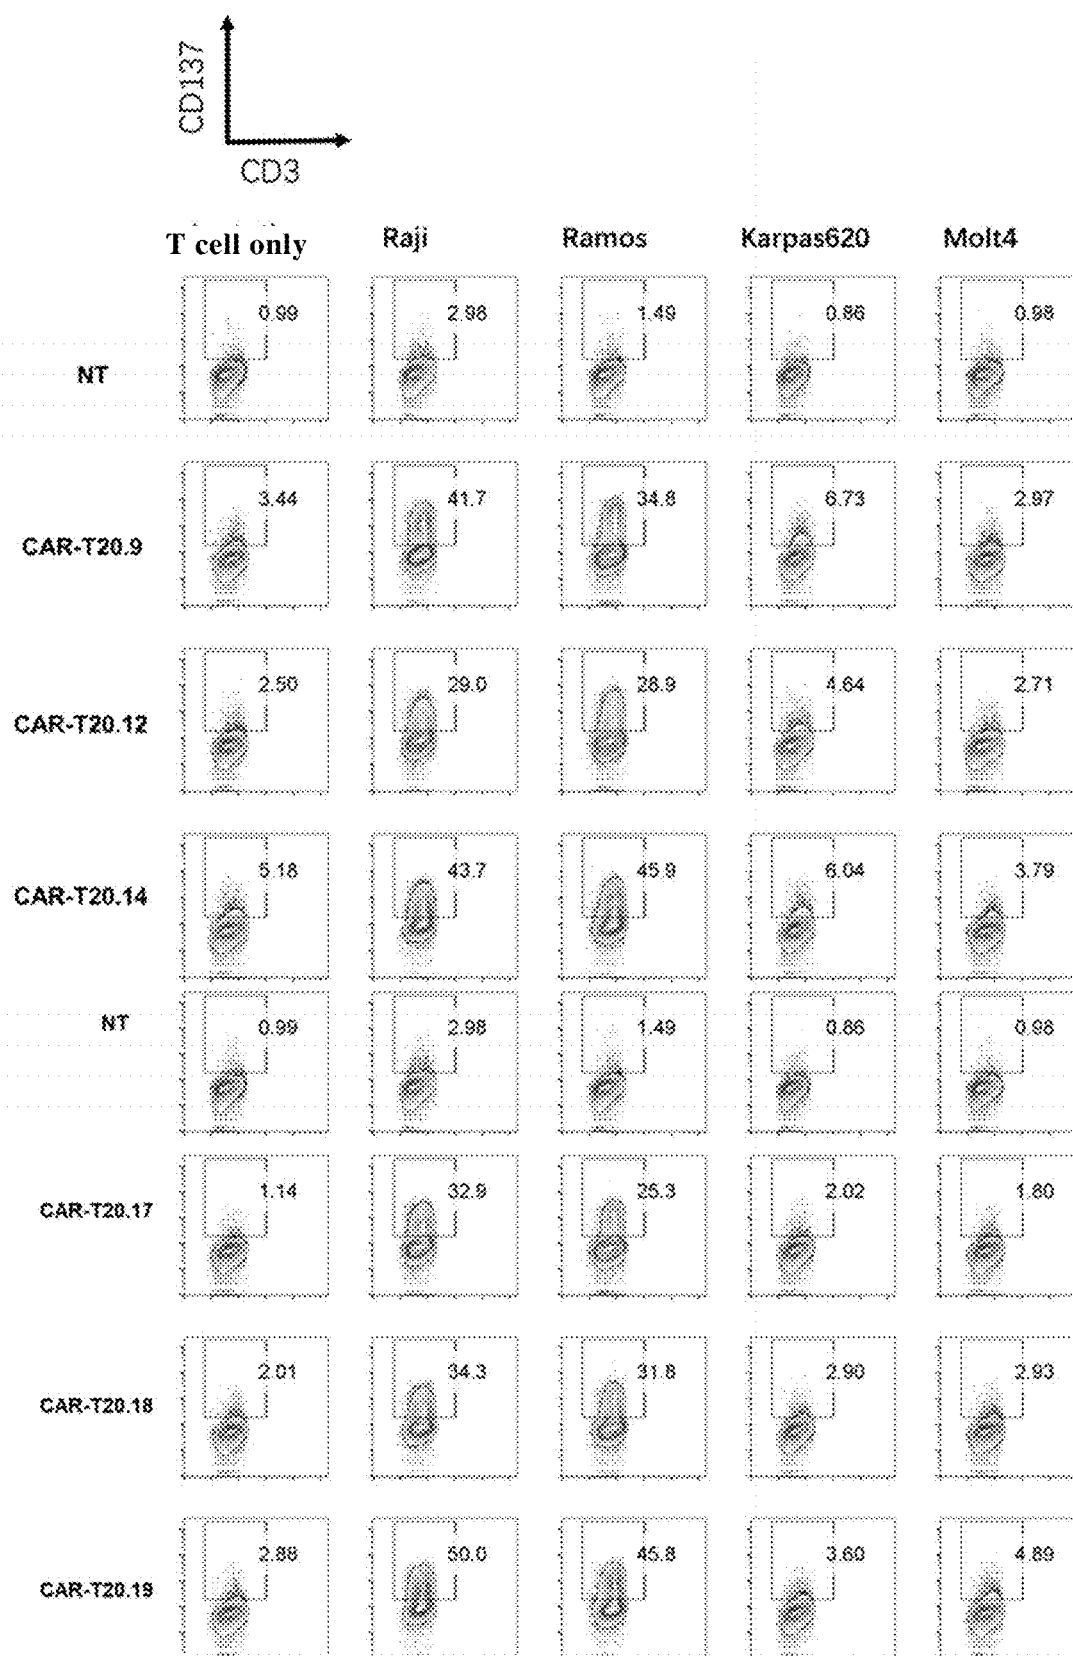 CD137
CD3
T cell only Raji Ramos Karpas620 Molt4
NT 0.99 2.98 1.49 0.86 0.98
CAR-T20.9 3.44 41.7 34.8 6.73 2.97
CAR-T20.12 2.50 29.0 28.9 4.64 2.71
CAR-T20.14 5.18 43.7 45.9 6.04 3.79
NT 0.99 2.98 1.49 0.86 0.98
CAR-T20.17 1.14 32.9 25.3 2.02 1.80
CAR-T20.18 2.01 34.3 31.8 2.90 2.93
CAR-T20.19 2.88 50.0 45.8 3.60 4.89